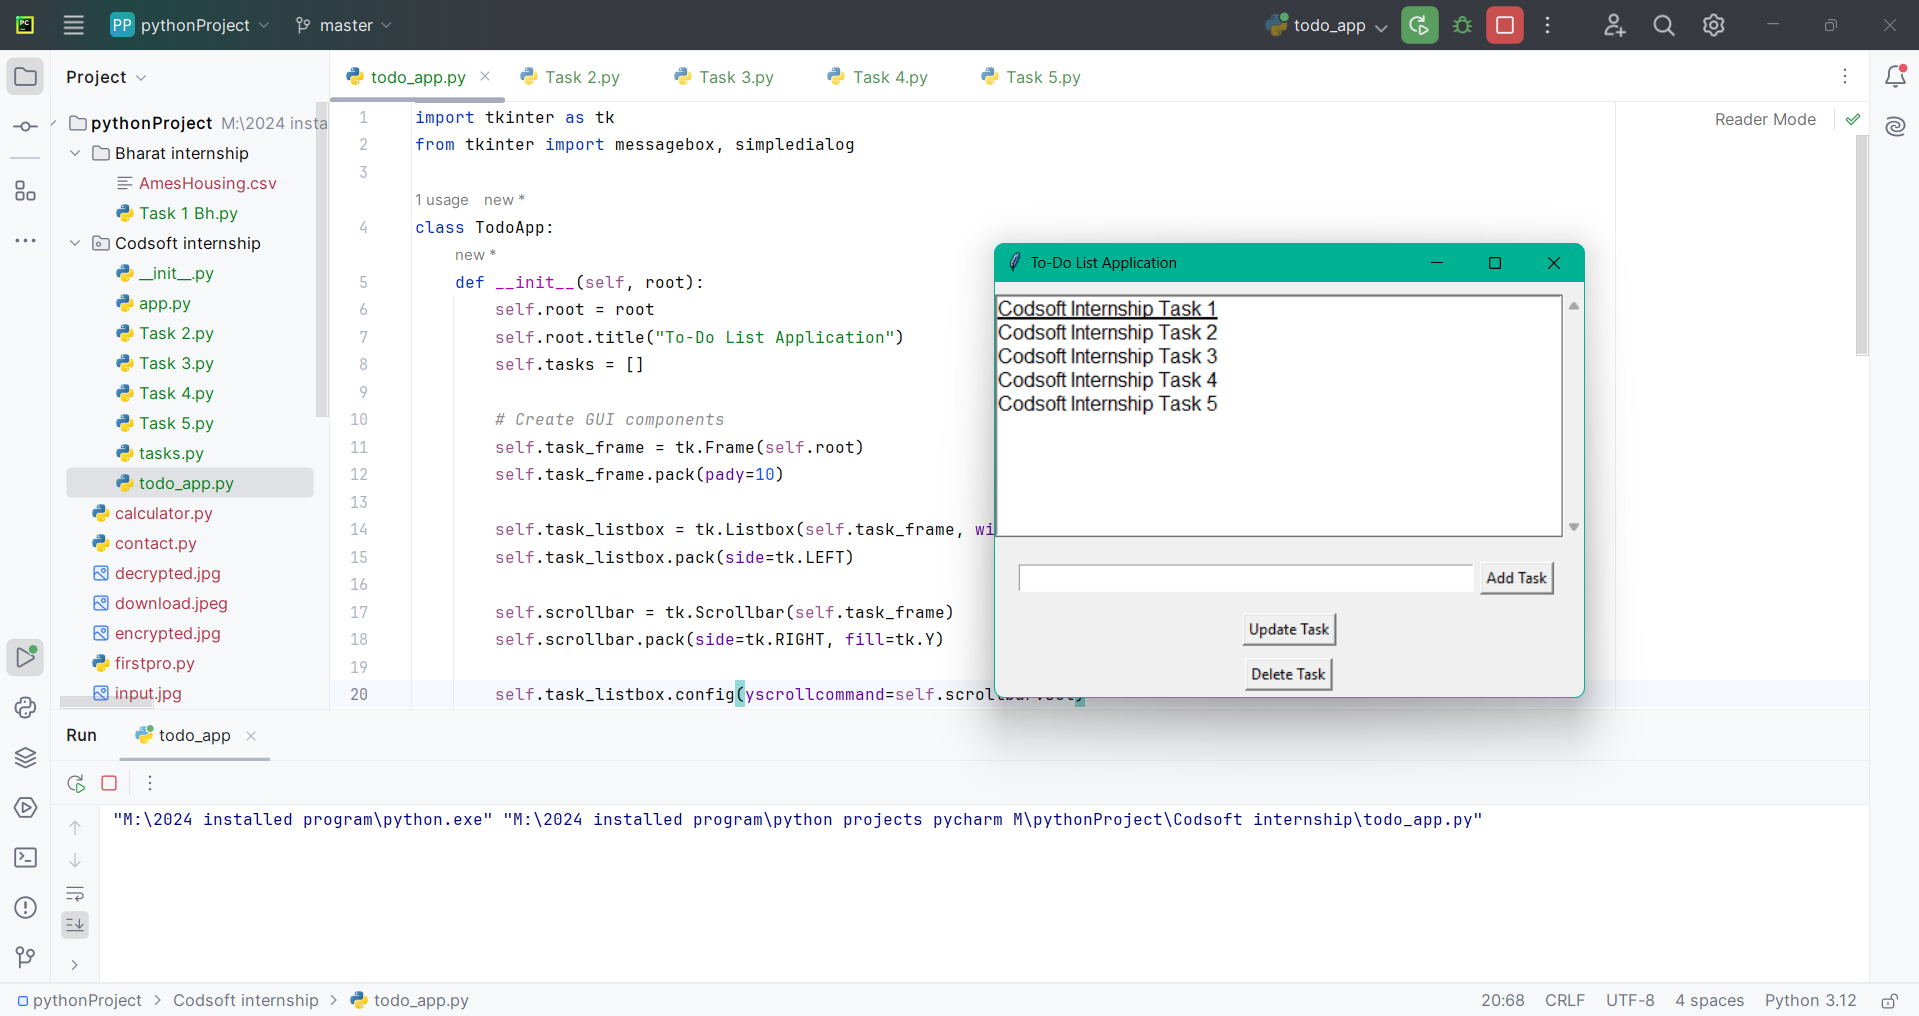 PC
PP pythonProject master todo_app
Project
todo_app.py Task 2.py Task 3.py Task 4.py Task 5.py
Reader Mode
pythonProject M:\2024 insta
Bharat internship
AmesHousing.csv
Task 1 Bh.py
Codsoft internship
__init__.py
app.py
Task 2.py
Task 3.py
Task 4.py
Task 5.py
tasks.py
todo_app.py
calculator.py
contact.py
decrypted.jpg
download.jpeg
encrypted.jpg
firstpro.py
input.jpg
1 import tkinter as tk
2 from tkinter import messagebox, simpledialog
3
1 usage new *
4 class TodoApp:
new *
5 def __init__(self, root):
6 self.root = root
7 self.root.title("To-Do List Application")
8 self.tasks = []
9
10 # Create GUI components
11 self.task_frame = tk.Frame(self.root)
12 self.task_frame.pack(pady=10)
13
14 self.task_listbox = tk.Listbox(self.task_frame, wi
15 self.task_listbox.pack(side=tk.LEFT)
16
17 self.scrollbar = tk.Scrollbar(self.task_frame)
18 self.scrollbar.pack(side=tk.RIGHT, fill=tk.Y)
19
20 self.task_listbox.config(yscrollcommand=self.scrollbar.set)
To-Do List Application
Codsoft Internship Task 1
Codsoft Internship Task 2
Codsoft Internship Task 3
Codsoft Internship Task 4
Codsoft Internship Task 5
Add Task
Update Task
Delete Task
Run todo_app
"M:\2024 installed program\python.exe" "M:\2024 installed program\python projects pycharm M\pythonProject\Codsoft internship\todo_app.py"
pythonProject > Codsoft internship > todo_app.py
20:68 CRLF UTF-8 4 spaces Python 3.12